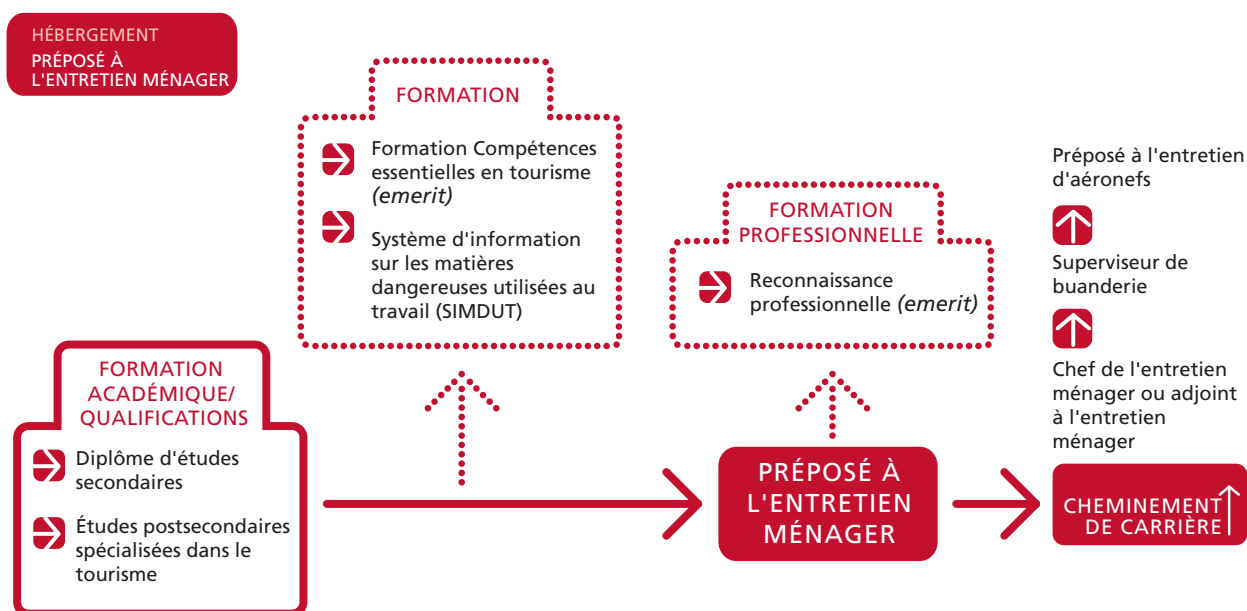 HÉBERGEMENT
PRÉPOSÉ À
L'ENTRETIEN MÉNAGER
FORMATION
Formation Compétences
essentielles en tourisme
(emerit)
Système d'information
sur les matières
dangereuses utilisées au
travail (SIMDUT)
FORMATION
PROFESSIONNELLE
Reconnaissance
professionnelle (emerit)
Préposé à l'entretien
d'aéronefs
Superviseur de
buanderie
Chef de l'entretien
ménager ou adjoint
à l'entretien
ménager
FORMATION
ACADÉMIQUE/
QUALIFICATIONS
Diplôme d'études
secondaires
Études postsecondaires
spécialisées dans le
tourisme
PRÉPOSÉ À
L'ENTRETIEN
MÉNAGER
CHEMINEMENT
DE CARRIÈRE